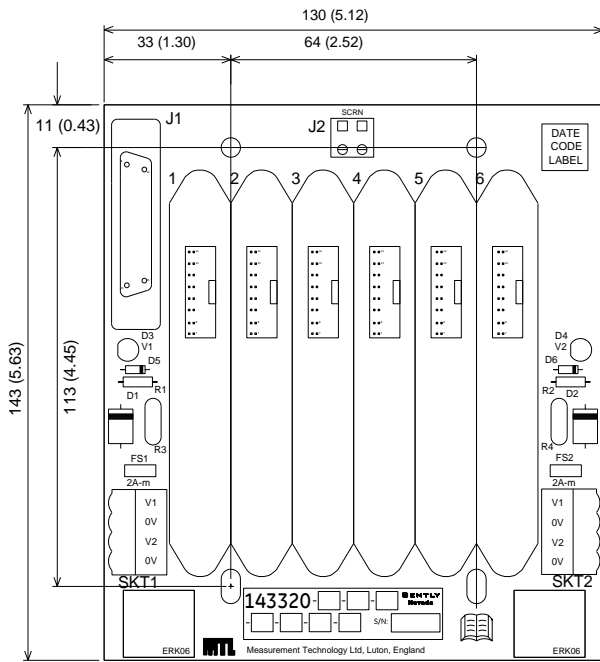 130 (5.12)
33 (1.30)
64 (2.52)
11 (0.43)
143 (5.63)
113 (4.45)
J1
SCRN
J2
DATE
CODE
LABEL
1 2 3 4 5 6
D3
V1
D5
R1
D1
R3
FS1
2A-m
V1
0V
V2
0V
SKT1
D4
V2
D6
R2 D2
R4
FS2
2A-m
V1
0V
V2
0V
SKT2
143320-
BENTLY
Nevada
S/N:
ERK06
MTL
Measurement Technology Ltd, Luton, England
ERK06